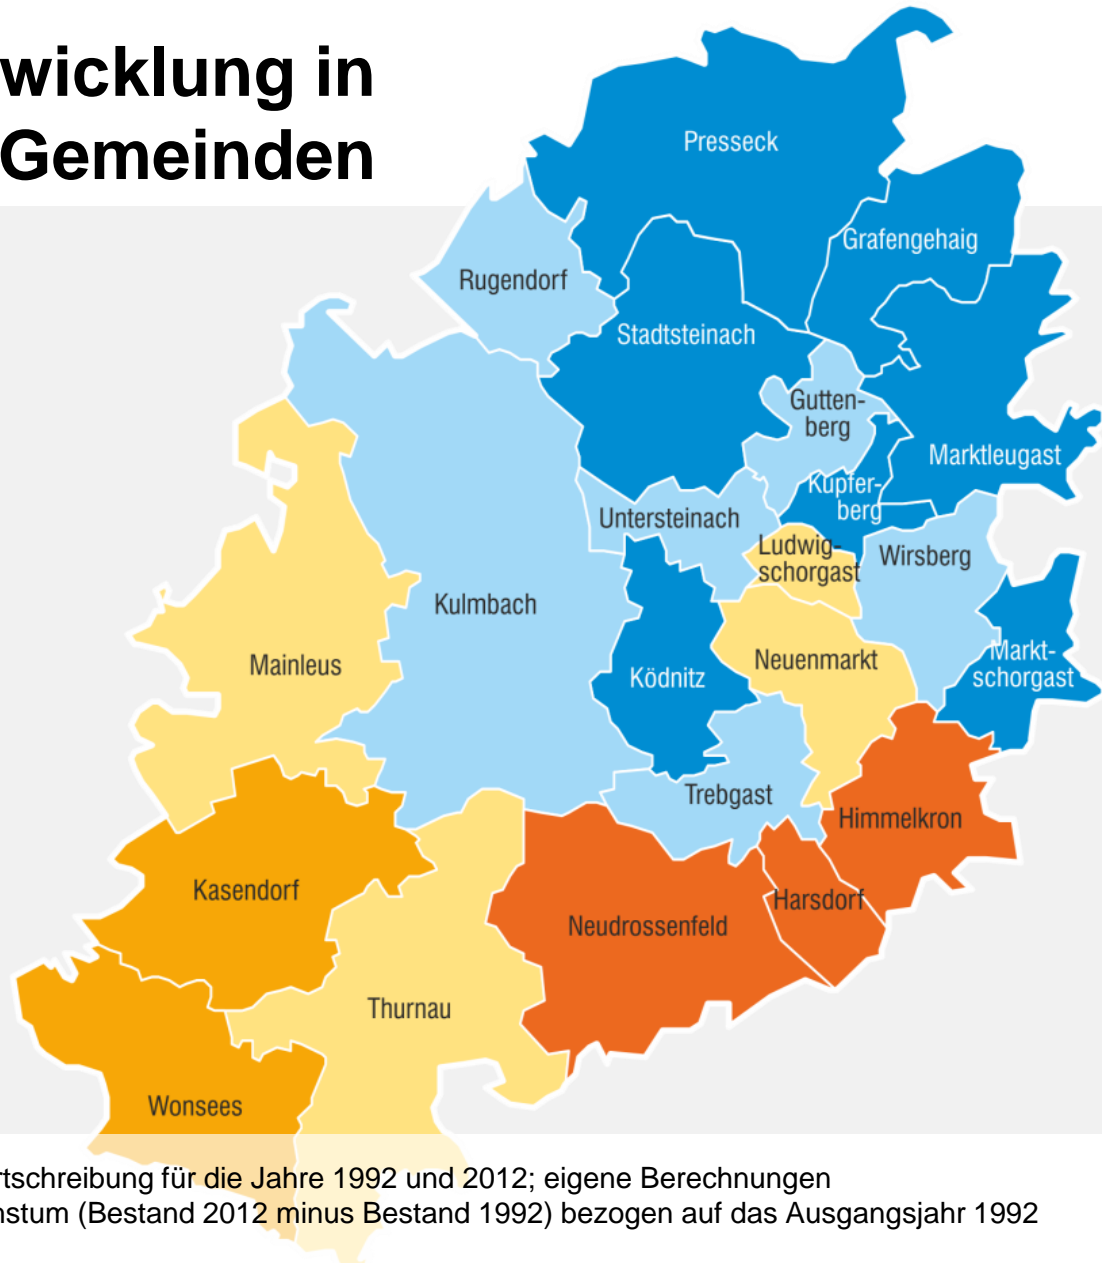 wicklung in
Gemeinden
Presseck
Grafengehaig
Rugendorf
Stadtsteinach
Gutten-
berg
Marktleugast
Kupfer-
berg
Untersteinach
Ludwig-
schorgast
Wirsberg
Kulmbach
Markt-
schorgast
Neuenmarkt
Mainleus
Ködnitz
Trebgast
Himmelkron
Kasendorf
Harsdorf
Neudrossenfeld
Thurnau
Wonsees
rtschreibung für die Jahre 1992 und 2012; eigene Berechnungen
nstum (Bestand 2012 minus Bestand 1992) bezogen auf das Ausgangsjahr 1992